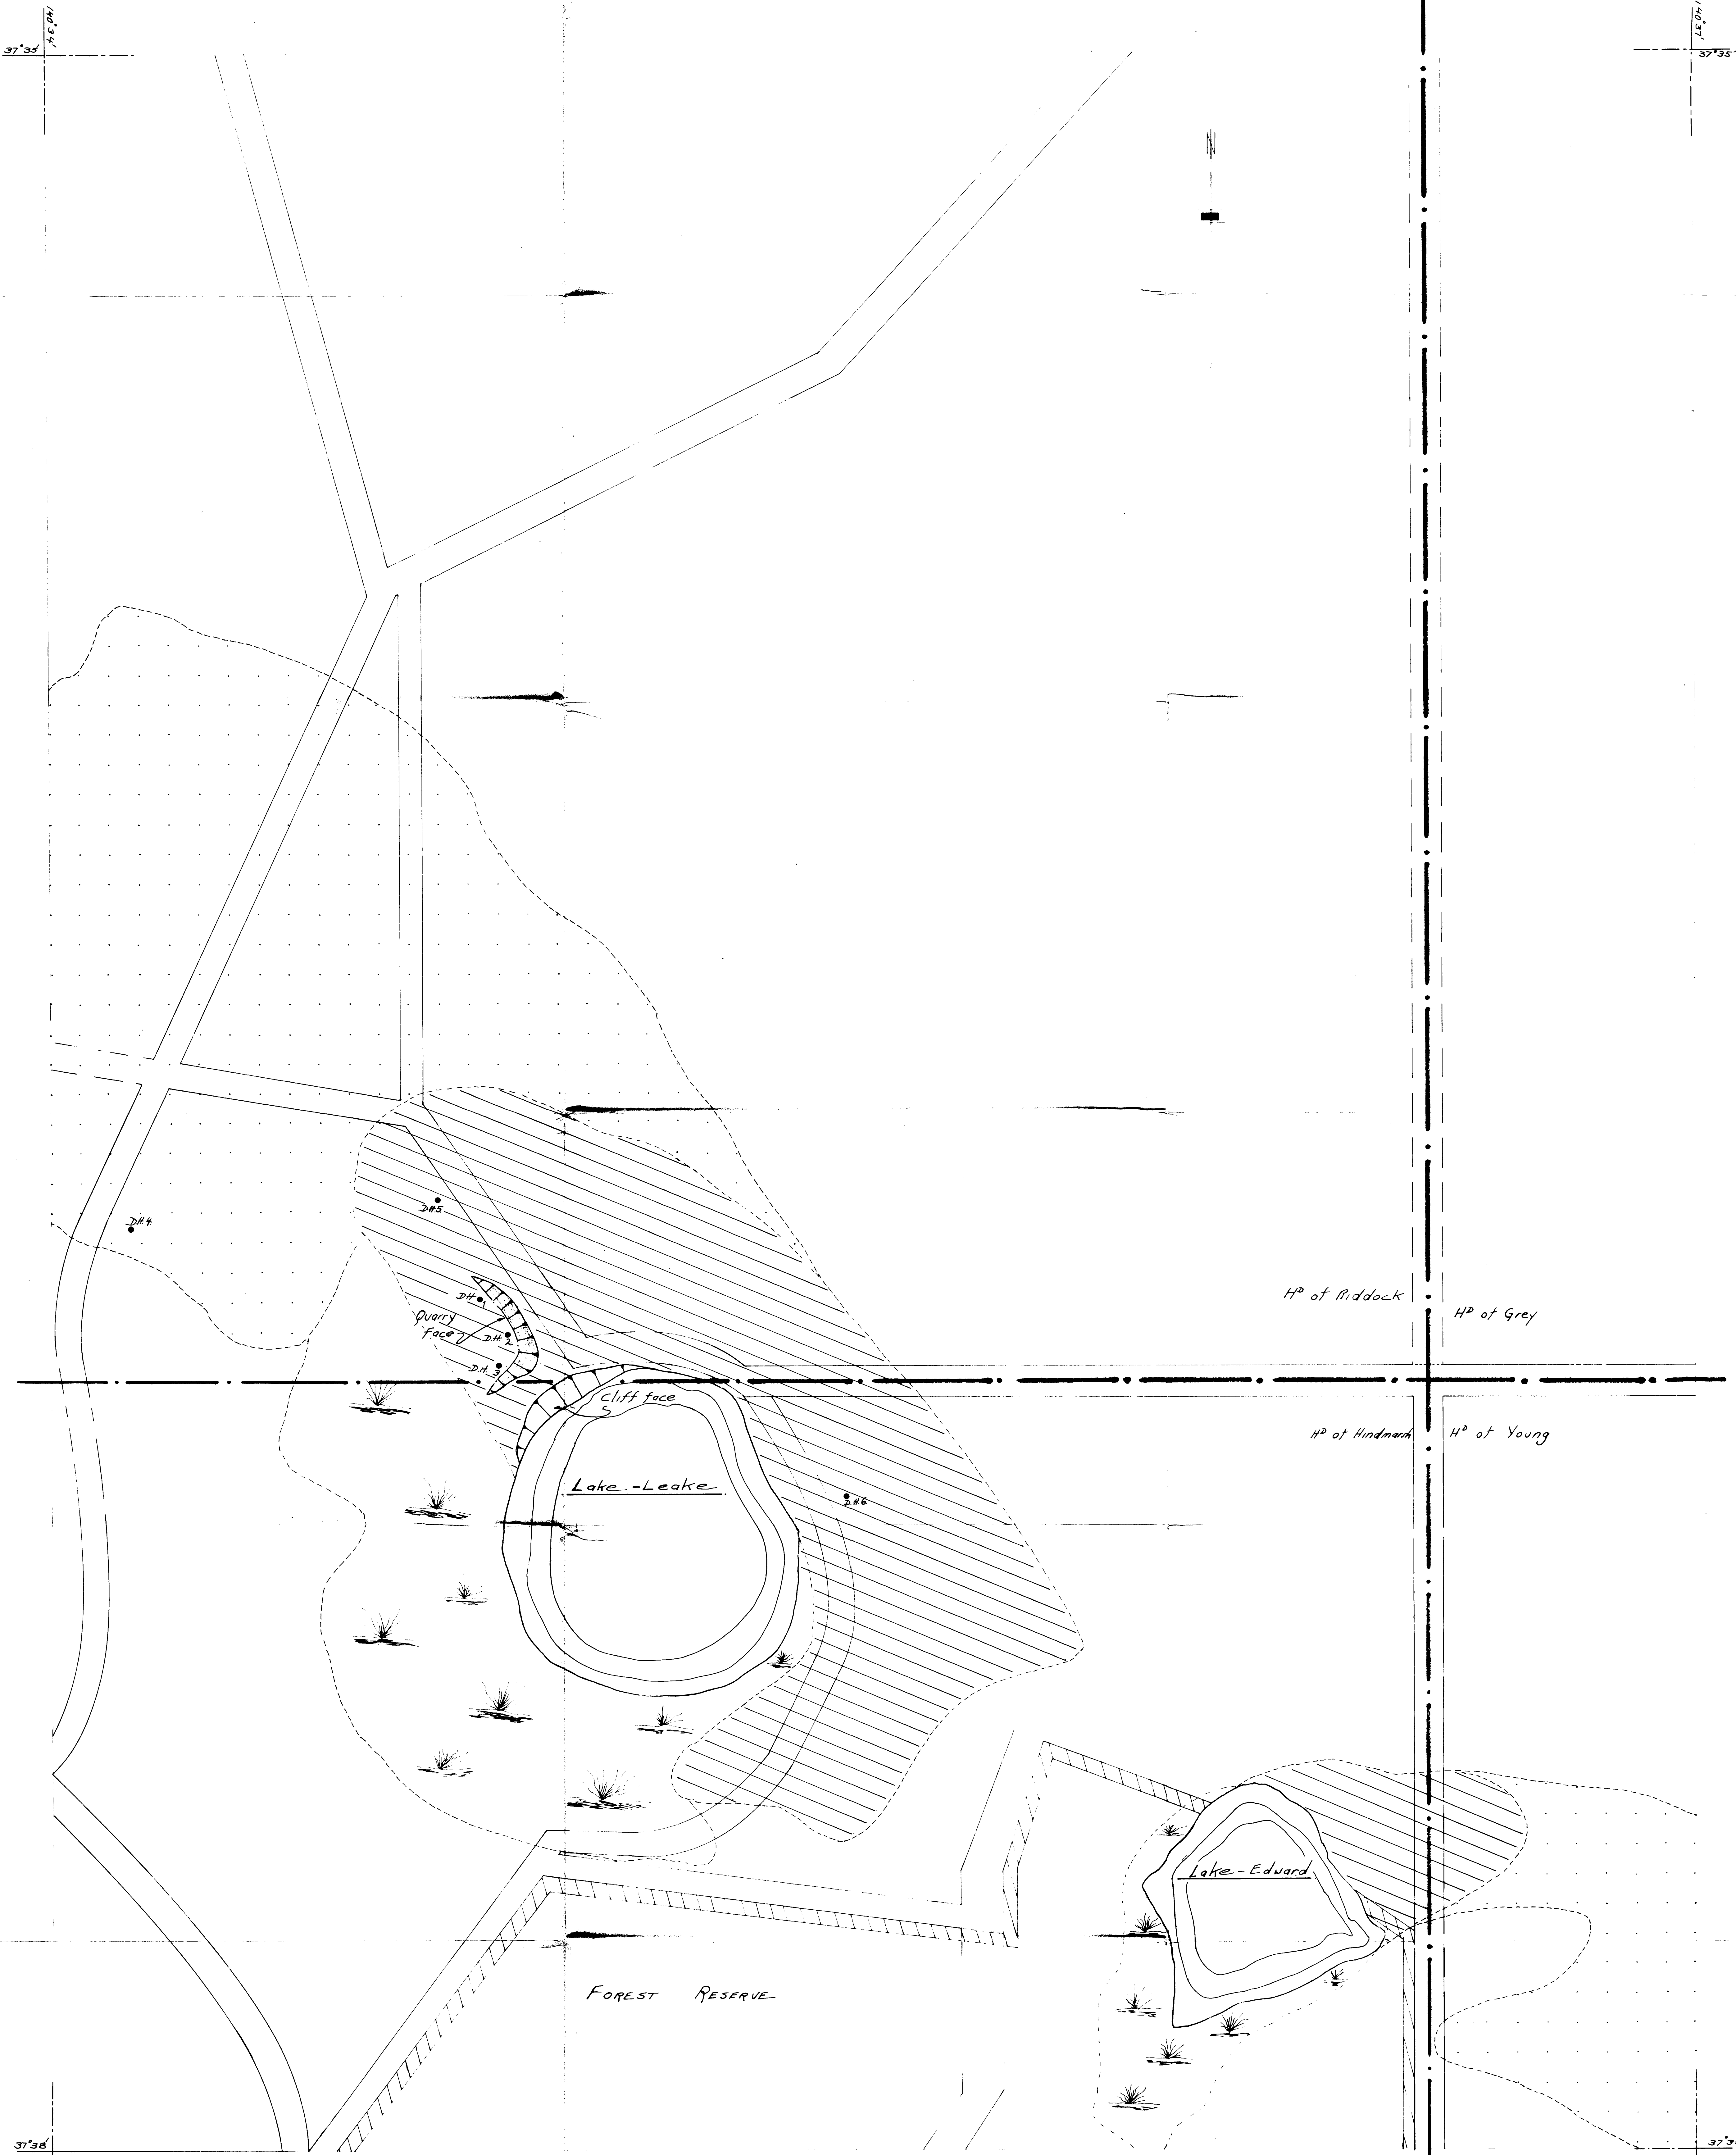 140°34'
37°35'
140°37'
37°35'
N
D.H.4.
D.H.5.
D.H.1
Quarry
face
D.H.2
D.H.3
Cliff face
Lake-Leake
D.H.6
Hᴰ of Riddock
Hᴰ of Grey
Hᴰ of Hindmarsh
Hᴰ of Young
Lake-Edward
FOREST RESERVE
37°38'
37°3